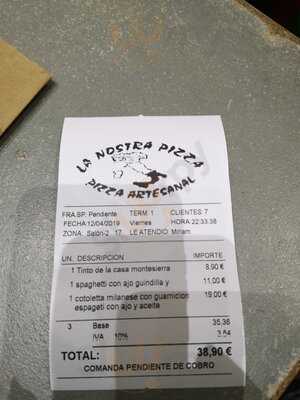 LA NOSTRA PIZZA
PIZZA ARTESANAL
FRA.SP: Pendiente TERM: 1 CLIENTES: 7
FECHA:12/04/2019 Viernes HORA:22:33:38
ZONA: Salón-2 17 LE ATENDIO: Miriam
UN. DESCRIPCION IMPORTE
1 Tinto de la casa montesierra 8,90 €
1 spaghetti con ajo guindilla y 11,00 €
1 cotoletta milanese con guarnicion 19,00 €
espageti con ajo y aceite
3 Base 35,36
IVA 10% 3,54
TOTAL: 38,90 €
COMANDA PENDIENTE DE COBRO